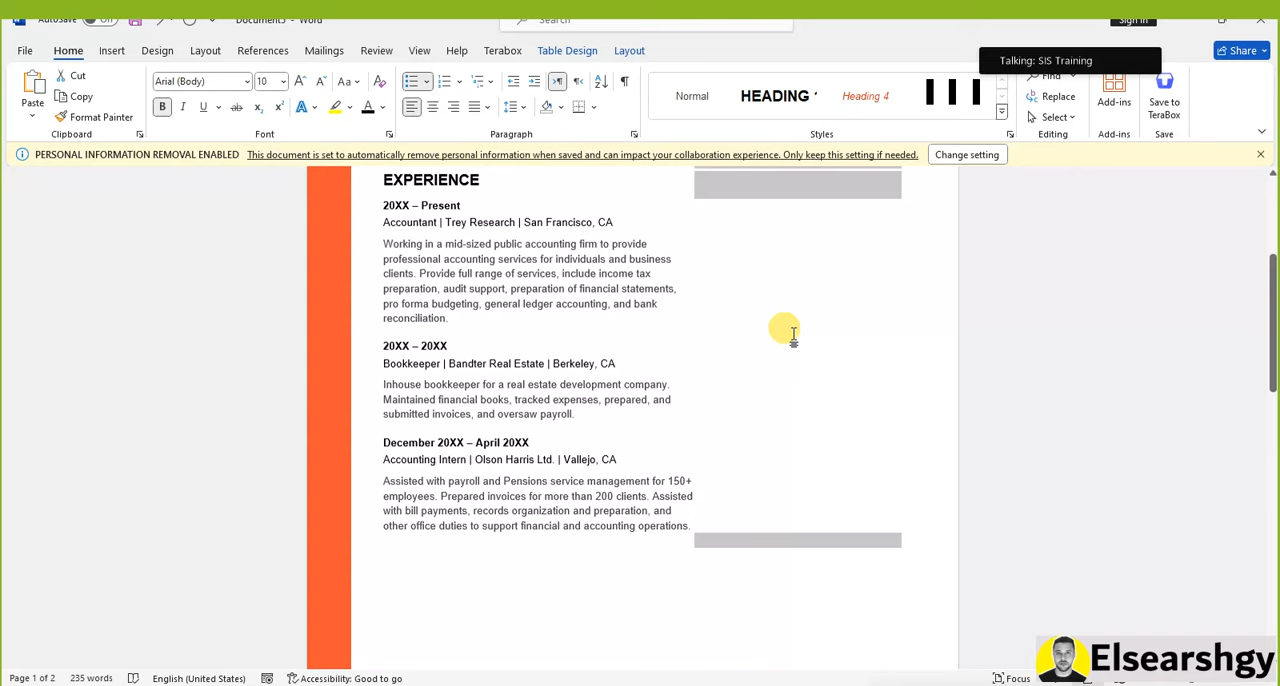 AutoSave Off Document5 - Word Search Sign in
File Home Insert Design Layout References Mailings Review View Help Terabox Table Design Layout Share
Talking: SIS Training
Paste Cut Copy Format Painter
Arial (Body) 10
Normal HEADING 1 Heading 4
Find Replace Select
Add-ins
Save to TeraBox
Clipboard Font Paragraph Styles Editing Add-ins Save
PERSONAL INFORMATION REMOVAL ENABLED This document is set to automatically remove personal information when saved and can impact your collaboration experience. Only keep this setting if needed. Change setting
EXPERIENCE
20XX – Present
Accountant | Trey Research | San Francisco, CA
Working in a mid-sized public accounting firm to provide
professional accounting services for individuals and business
clients. Provide full range of services, include income tax
preparation, audit support, preparation of financial statements,
pro forma budgeting, general ledger accounting, and bank
reconciliation.
20XX – 20XX
Bookkeeper | Bandter Real Estate | Berkeley, CA
Inhouse bookkeeper for a real estate development company.
Maintained financial books, tracked expenses, prepared, and
submitted invoices, and oversaw payroll.
December 20XX – April 20XX
Accounting Intern | Olson Harris Ltd. | Vallejo, CA
Assisted with payroll and Pensions service management for 150+
employees. Prepared invoices for more than 200 clients. Assisted
with bill payments, records organization and preparation, and
other office duties to support financial and accounting operations.
Elsearshgy
Page 1 of 2 235 words English (United States) Accessibility: Good to go Focus